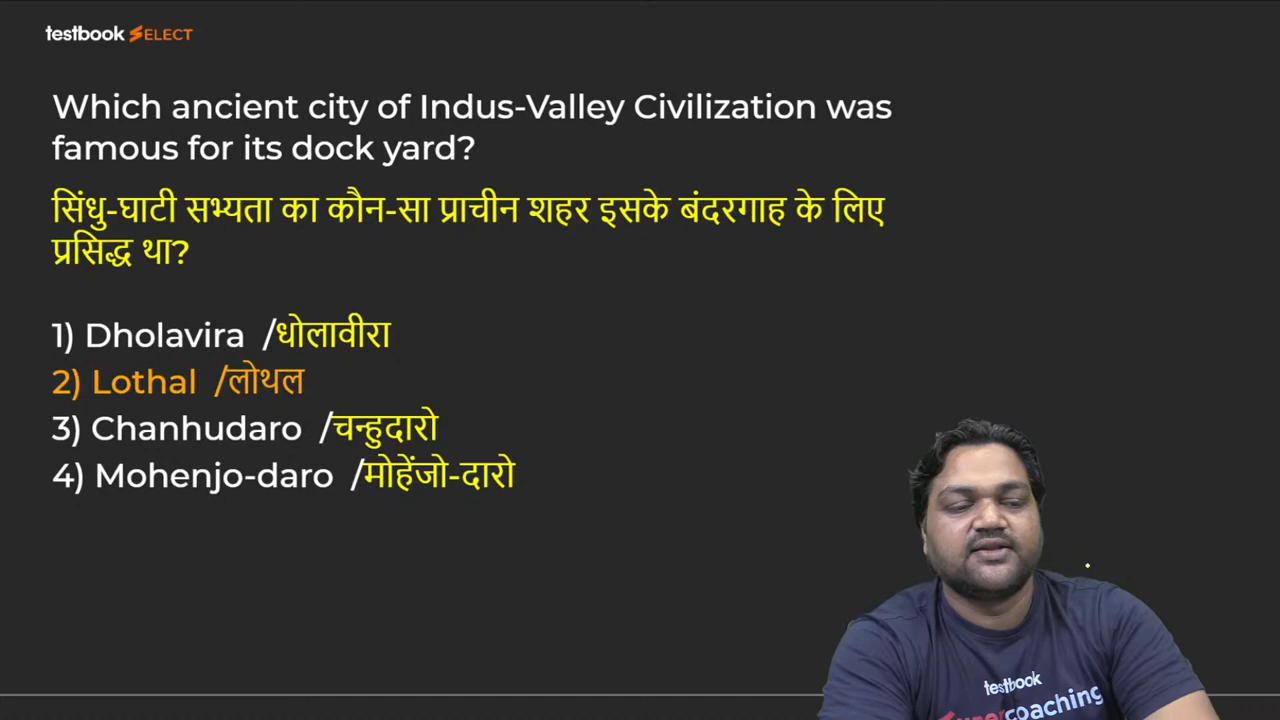 testbook SELECT
Which ancient city of Indus-Valley Civilization was
famous for its dock yard?
सिंधु-घाटी सभ्यता का कौन-सा प्राचीन शहर इसके बंदरगाह के लिए
प्रसिद्ध था?
1) Dholavira /धोलावीरा
2) Lothal /लोथल
3) Chanhudaro /चन्हुदारो
4) Mohenjo-daro /मोहेंजो-दारो
testbook
Supercoaching